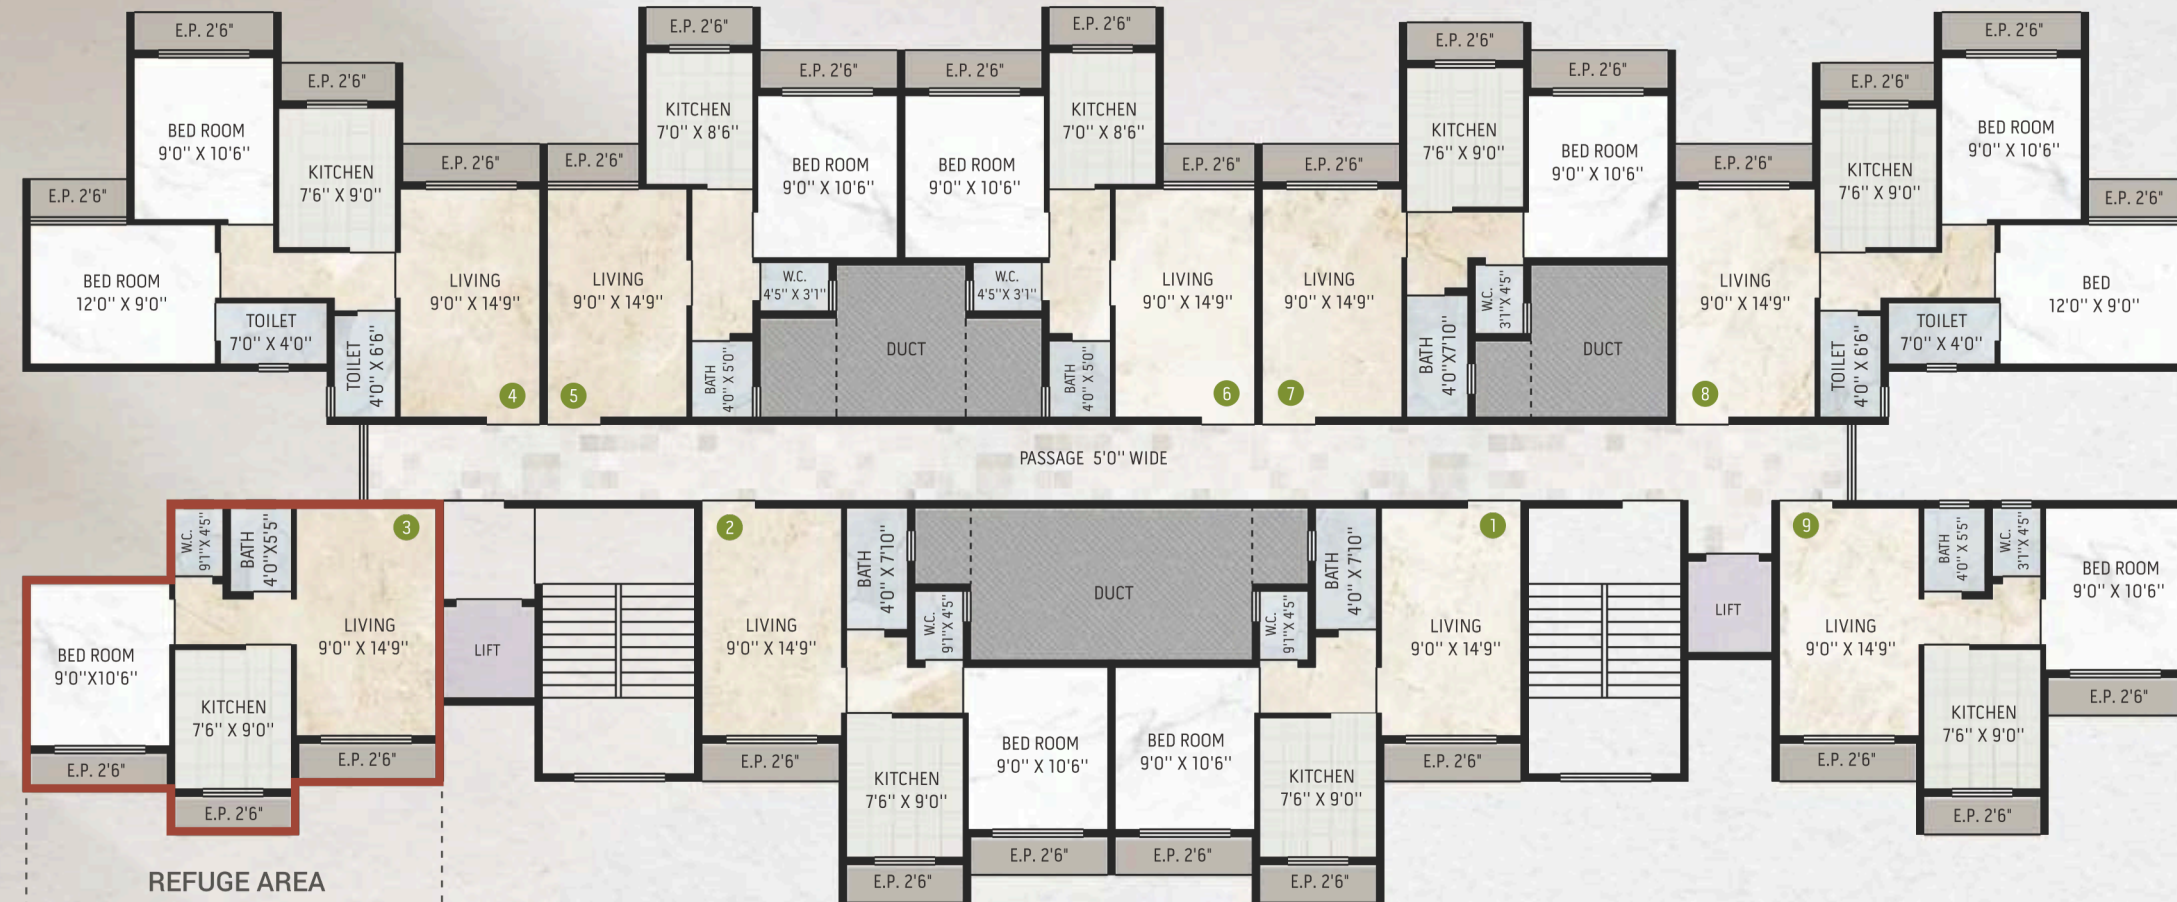 E.P. 2'6"
BED ROOM
9'0" X 10'6"
E.P. 2'6"
KITCHEN
7'6" X 9'0"
E.P. 2'6"
BED ROOM
12'0" X 9'0"
TOILET
7'0" X 4'0"
TOILET
4'0" X 6'6"
E.P. 2'6"
LIVING
9'0" X 14'9"
4
E.P. 2'6"
LIVING
9'0" X 14'9"
5
E.P. 2'6"
KITCHEN
7'0" X 8'6"
E.P. 2'6"
BED ROOM
9'0" X 10'6"
W.C.
4'5" X 3'1"
BATH
4'0" X 5'0"
DUCT
E.P. 2'6"
BED ROOM
9'0" X 10'6"
W.C.
4'5"X 3'1"
BATH
4'0" X 5'0"
E.P. 2'6"
KITCHEN
7'0" X 8'6"
E.P. 2'6"
LIVING
9'0" X 14'9"
6
E.P. 2'6"
LIVING
9'0" X 14'9"
7
E.P. 2'6"
KITCHEN
7'6" X 9'0"
E.P. 2'6"
BED ROOM
9'0" X 10'6"
W.C.
3'1"X 4'5"
BATH
4'0"X7'10"
DUCT
E.P. 2'6"
LIVING
9'0" X 14'9"
8
E.P. 2'6"
KITCHEN
7'6" X 9'0"
E.P. 2'6"
BED ROOM
9'0" X 10'6"
E.P. 2'6"
BED
12'0" X 9'0"
TOILET
7'0" X 4'0"
TOILET
4'0" X 6'6"
PASSAGE 5'0" WIDE
W.C.
9'1"X 4'5"
BATH
4'0"X5'5"
3
LIVING
9'0" X 14'9"
BED ROOM
9'0"X10'6"
KITCHEN
7'6" X 9'0"
E.P. 2'6"
E.P. 2'6"
E.P. 2'6"
REFUGE AREA
LIFT
2
LIVING
9'0" X 14'9"
E.P. 2'6"
BATH
4'0" X 7'10"
W.C.
9'1"X 4'5"
KITCHEN
7'6" X 9'0"
E.P. 2'6"
DUCT
BED ROOM
9'0" X 10'6"
E.P. 2'6"
BED ROOM
9'0" X 10'6"
E.P. 2'6"
BATH
4'0" X 7'10"
W.C.
9'1"X 4'5"
KITCHEN
7'6" X 9'0"
E.P. 2'6"
1
LIVING
9'0" X 14'9"
E.P. 2'6"
LIFT
9
LIVING
9'0" X 14'9"
E.P. 2'6"
BATH
4'0" X 5'5"
W.C.
3'1"X 4'5"
BED ROOM
9'0" X 10'6"
E.P. 2'6"
KITCHEN
7'6" X 9'0"
E.P. 2'6"